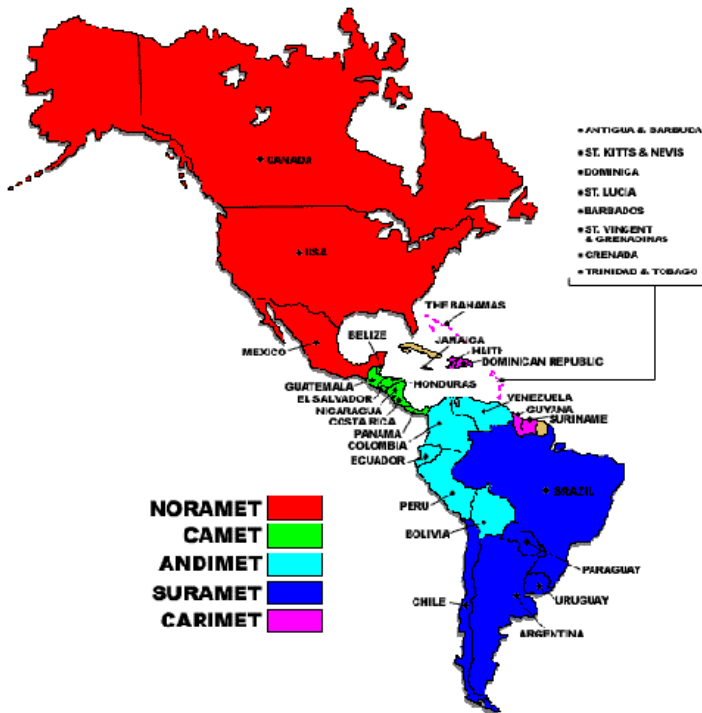 CANADA
USA
MEXICO
ANTIGUA & BARBUDA
ST. KITTS & NEVIS
DOMINICA
ST. LUCIA
BARBADOS
ST. VINCENT
& GRENADINAS
GRENADA
TRINIDAD & TOBAGO
THE BAHAMAS
BELIZE
JAMAICA
DOMINICAN REPUBLIC
GUATEMALA
HONDURAS
EL SALVADOR
NICARAGUA
COSTA RICA
PANAMA
COLOMBIA
ECUADOR
VENEZUELA
GUYANA
SURINAME
PERU
BRAZIL
BOLIVIA
PARAGUAY
CHILE
URUGUAY
ARGENTINA
NORAMET
CAMET
ANDIMET
SURAMET
CARIMET